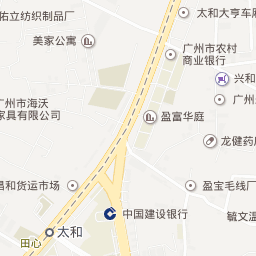 佑立纺织制品厂
太和大亨车
美家公寓
广州市农村
商业银行
兴和
广州市海沃
家具有限公司
广州
盈富华庭
龙健药
昌和货运市场
盈宝毛线厂
中国建设银行
毓文
太和
田心